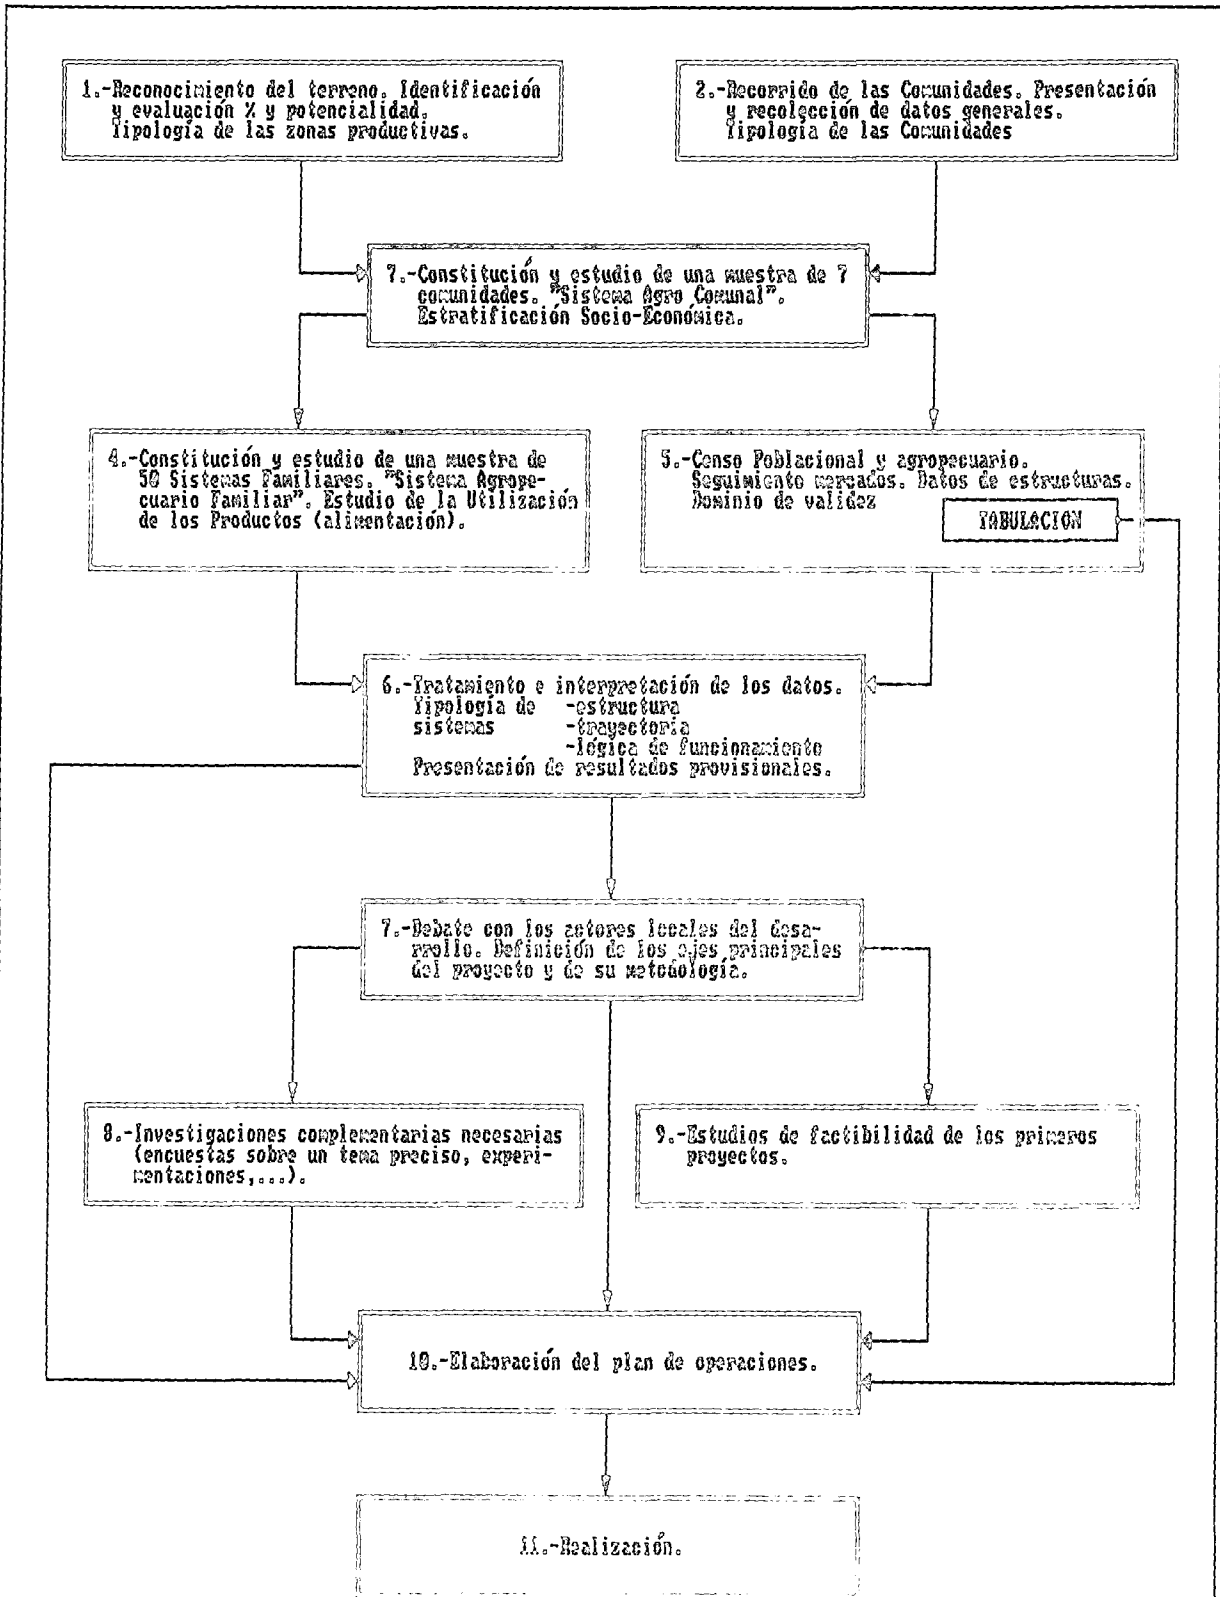 1.-Reconocimiento del terreno. Identificación
y evaluación % y potencialidad.
Tipología de las zonas productivas.
2.-Recorrido de las Comunidades. Presentación
y recolección de datos generales.
Tipología de las Comunidades
7.-Constitución y estudio de una muestra de 7
comunidades. "Sistema Agro Comunal".
Estratificación Socio-Económica.
4.-Constitución y estudio de una muestra de
50 Sistemas Familiares. "Sistema Agrope-
cuario Familiar". Estudio de la Utilización
de los Productos (alimentación).
5.-Censo Poblacional y agropecuario.
Seguimiento mercados. Datos de estructuras.
Dominio de validez
TABULACION
6.-Tratamiento e interpretación de los datos.
Tipología de -estructura
sistemas -trayectoria
-lógica de funcionamiento
Presentación de resultados provisionales.
7.-Debate con los actores locales del desa-
rrollo. Definición de los ejes principales
del proyecto y de su metodología.
8.-Investigaciones complementarias necesarias
(encuestas sobre un tema preciso, experi-
mentaciones,...).
9.-Estudios de factibilidad de los primeros
proyectos.
10.-Elaboración del plan de operaciones.
11.-Realización.